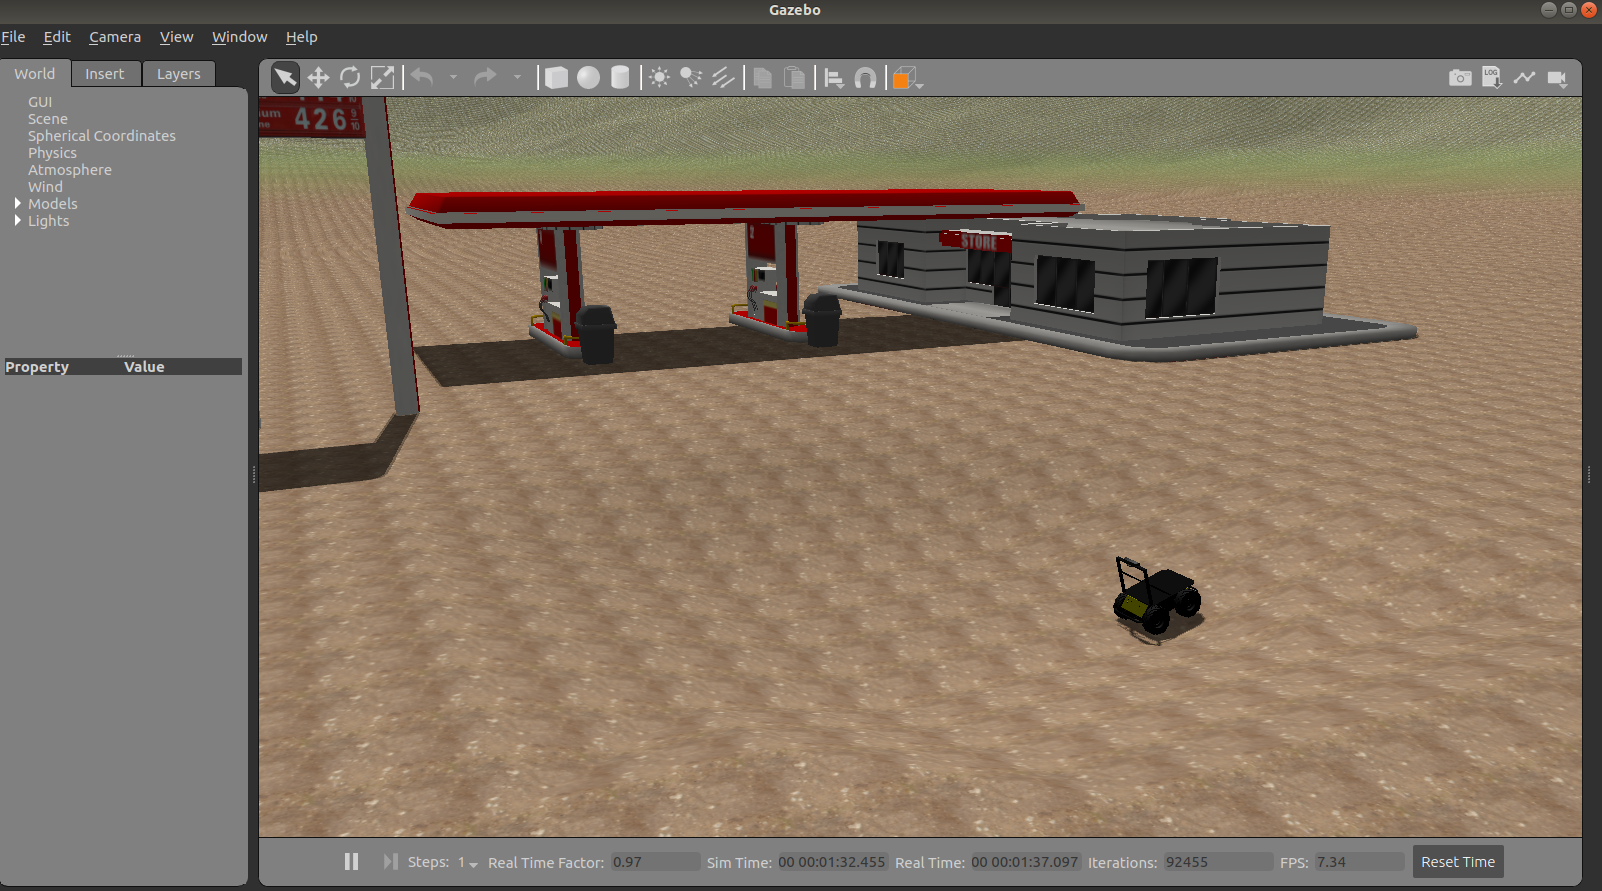 Gazebo
File Edit Camera View Window Help
World Insert Layers
GUI
Scene
Spherical Coordinates
Physics
Atmosphere
Wind
Models
Lights
Property Value
LOG
426
STORE
Steps: 1 Real Time Factor: 0.97 Sim Time: 00 00:01:32.455 Real Time: 00 00:01:37.097 Iterations: 92455 FPS: 7.34 Reset Time